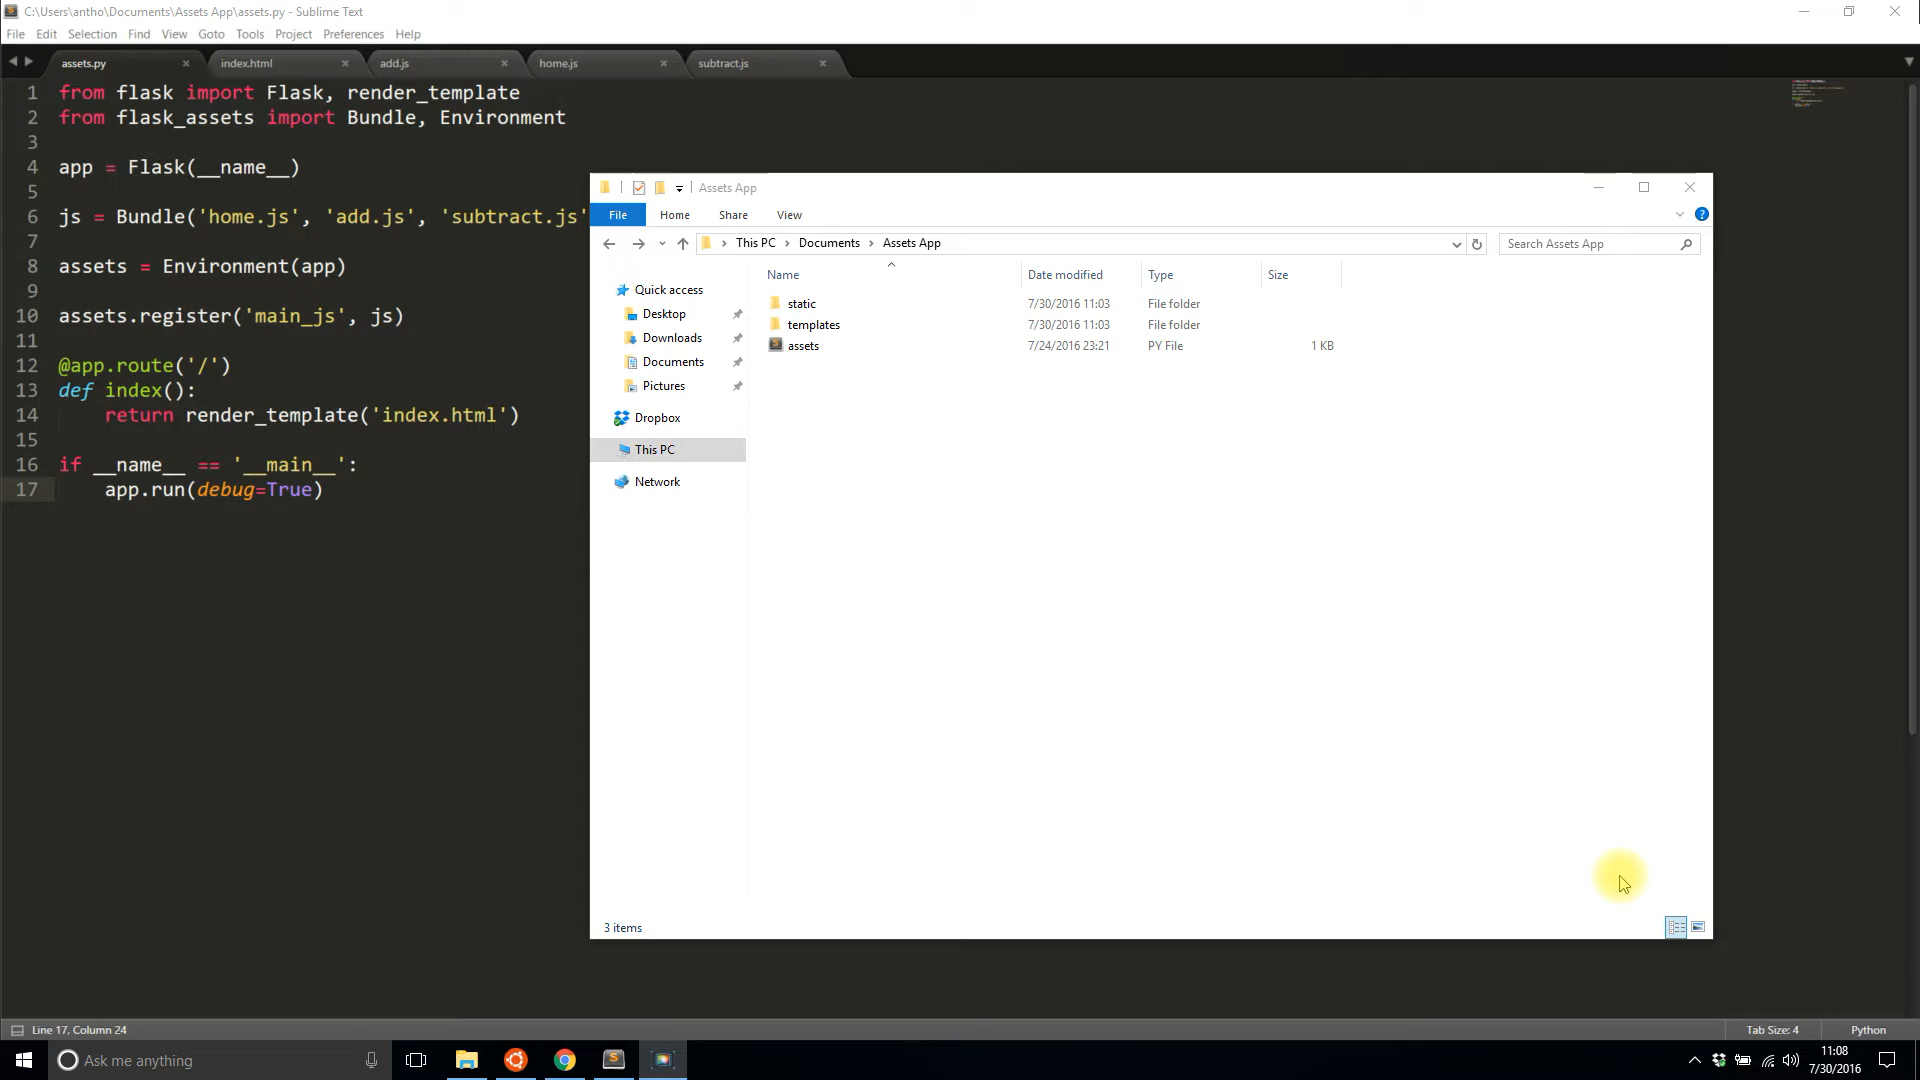 C:\Users\antho\Documents\Assets App\assets.py - Sublime Text
File Edit Selection Find View Goto Tools Project Preferences Help
assets.py index.html add.js home.js subtract.js
1 from flask import Flask, render_template
2 from flask_assets import Bundle, Environment
3
4 app = Flask(__name__)
5
6 js = Bundle('home.js', 'add.js', 'subtract.js'
7
8 assets = Environment(app)
9
10 assets.register('main_js', js)
11
12 @app.route('/')
13 def index():
14 return render_template('index.html')
15
16 if __name__ == '__main__':
17 app.run(debug=True)
Assets App
File Home Share View
This PC Documents Assets App
Search Assets App
Name Date modified Type Size
Quick access
Desktop
Downloads
Documents
Pictures
Dropbox
This PC
Network
static 7/30/2016 11:03 File folder
templates 7/30/2016 11:03 File folder
assets 7/24/2016 23:21 PY File 1 KB
3 items
Line 17, Column 24
Tab Size: 4 Python
Ask me anything
11:08
7/30/2016